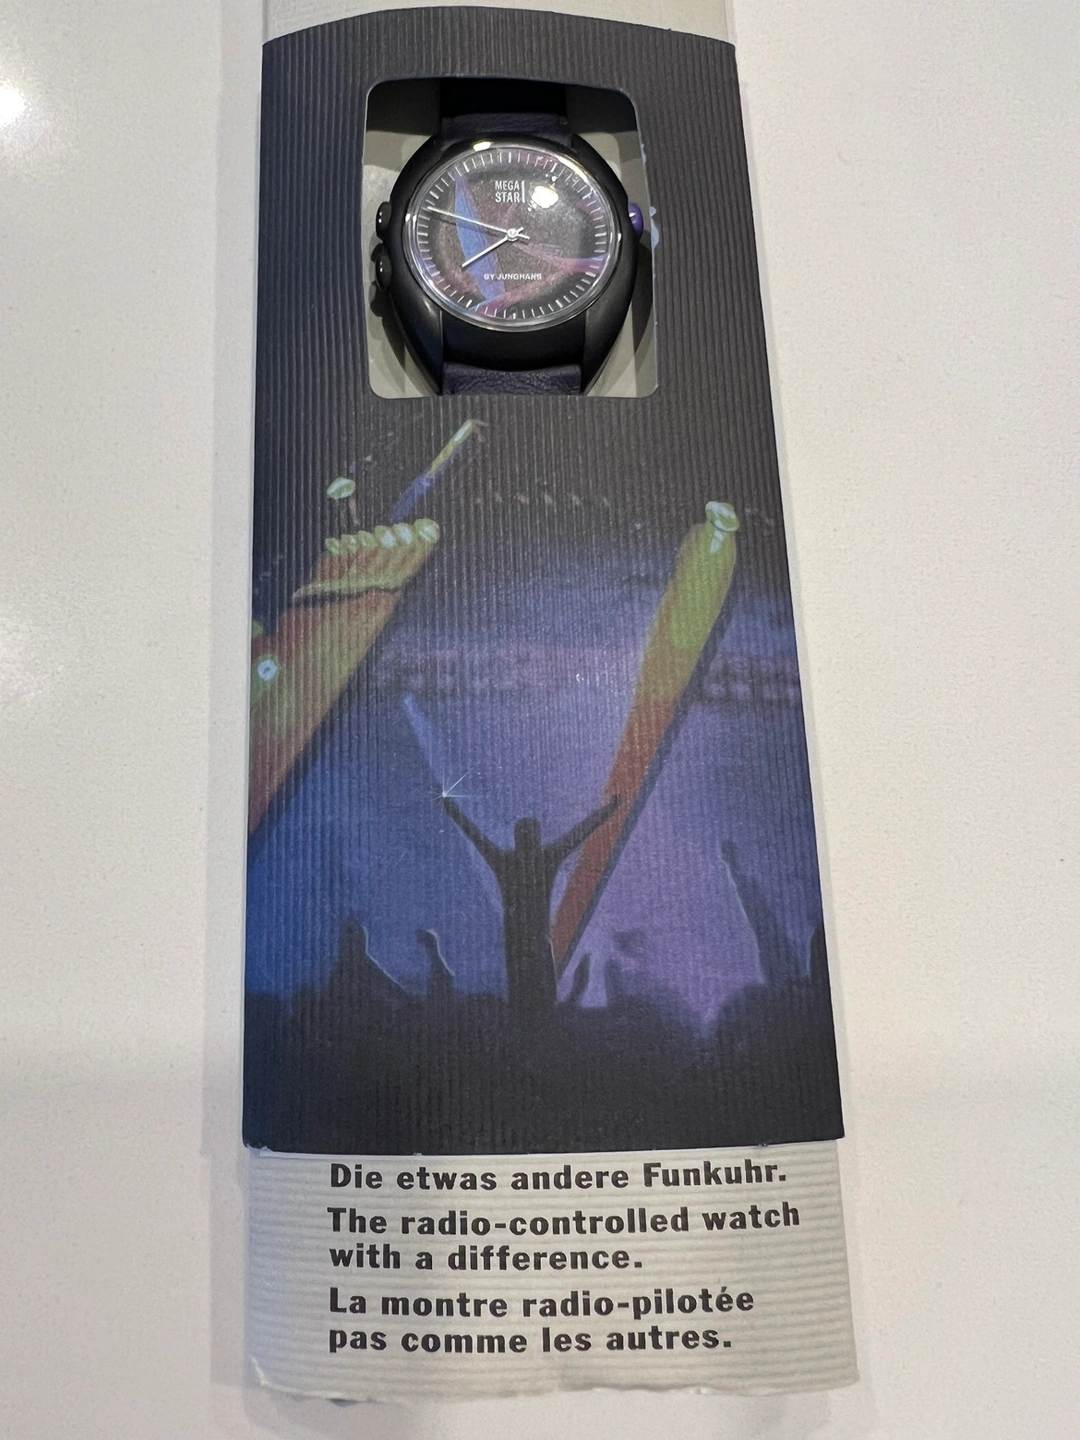 MEGA
STAR
BY JUNGHANS
Die etwas andere Funkuhr.
The radio-controlled watch
with a difference.
La montre radio-pilotée
pas comme les autres.